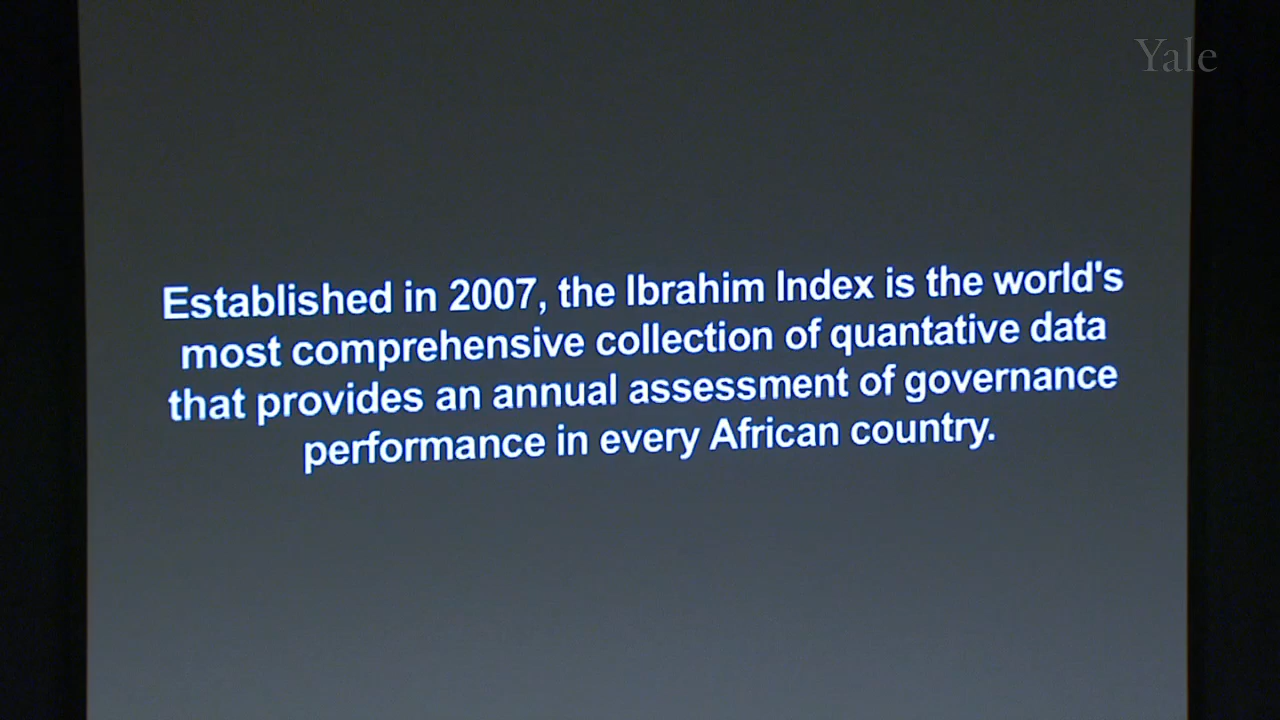 Yale
Established in 2007, the Ibrahim Index is the world's
most comprehensive collection of quantative data
that provides an annual assessment of governance
performance in every African country.